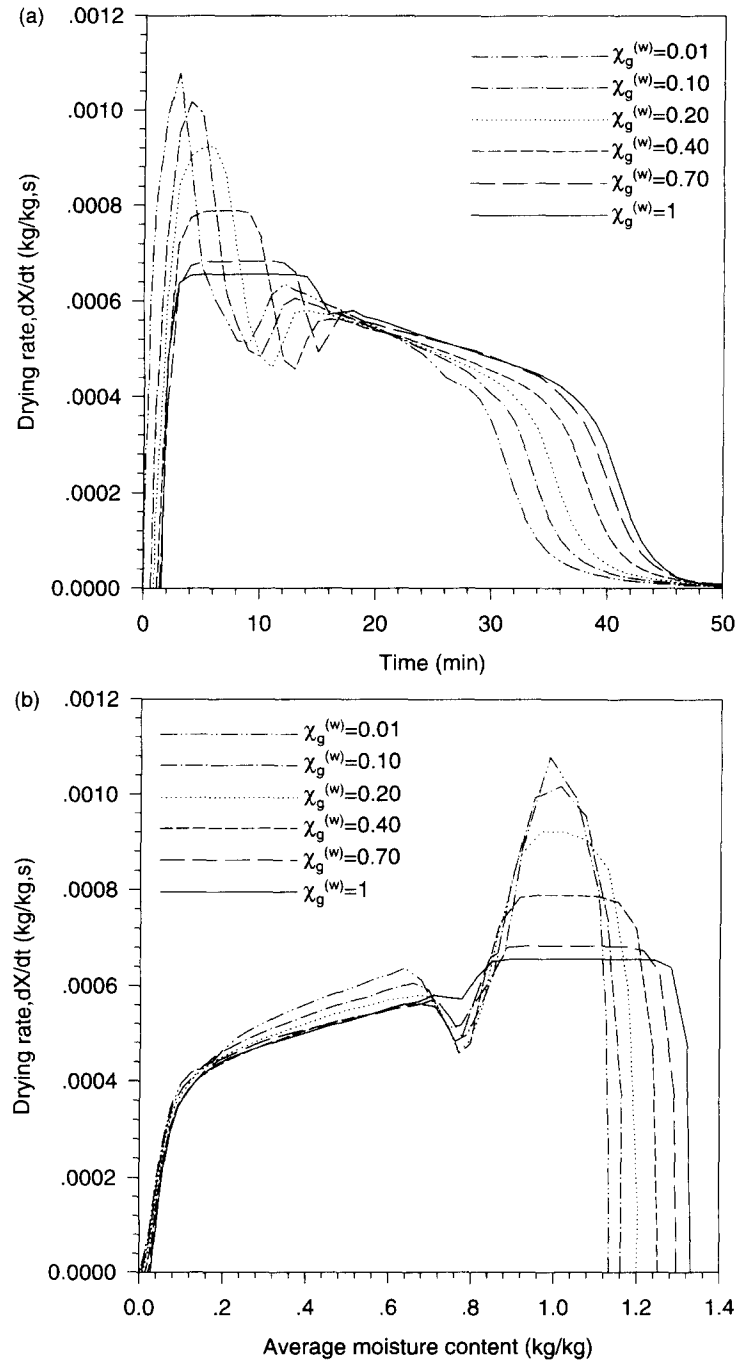 (a)
.0012
.0010
.0008
.0006
.0004
.0002
0.0000
Drying rate,dX/dt (kg/kg,s)
χg(w)=0.01
χg(w)=0.10
χg(w)=0.20
χg(w)=0.40
χg(w)=0.70
χg(w)=1
0 10 20 30 40 50
Time (min)
(b)
.0012
.0010
.0008
.0006
.0004
.0002
0.0000
Drying rate,dX/dt (kg/kg,s)
χg(w)=0.01
χg(w)=0.10
χg(w)=0.20
χg(w)=0.40
χg(w)=0.70
χg(w)=1
0.0 .2 .4 .6 .8 1.0 1.2 1.4
Average moisture content (kg/kg)